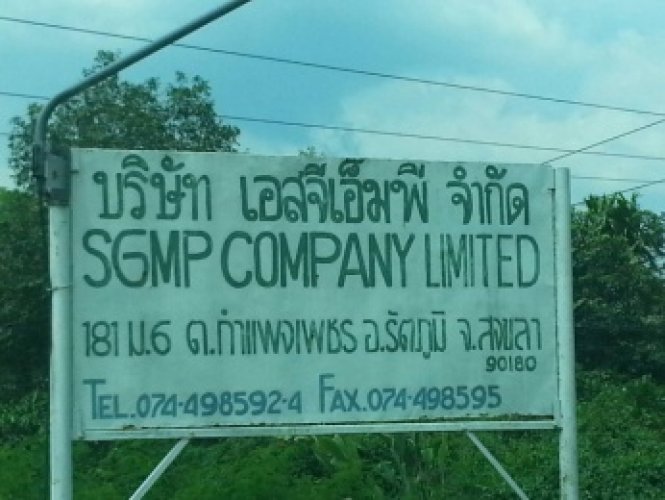 บริษัท เอสจีเอ็มพี จำกัด
SGMP COMPANY LIMITED
181 ม.6 ต.กำแพงเพชร อ.รัตภูมิ จ.สงขลา
90180
TEL.074-498592-4 FAX.074-498595